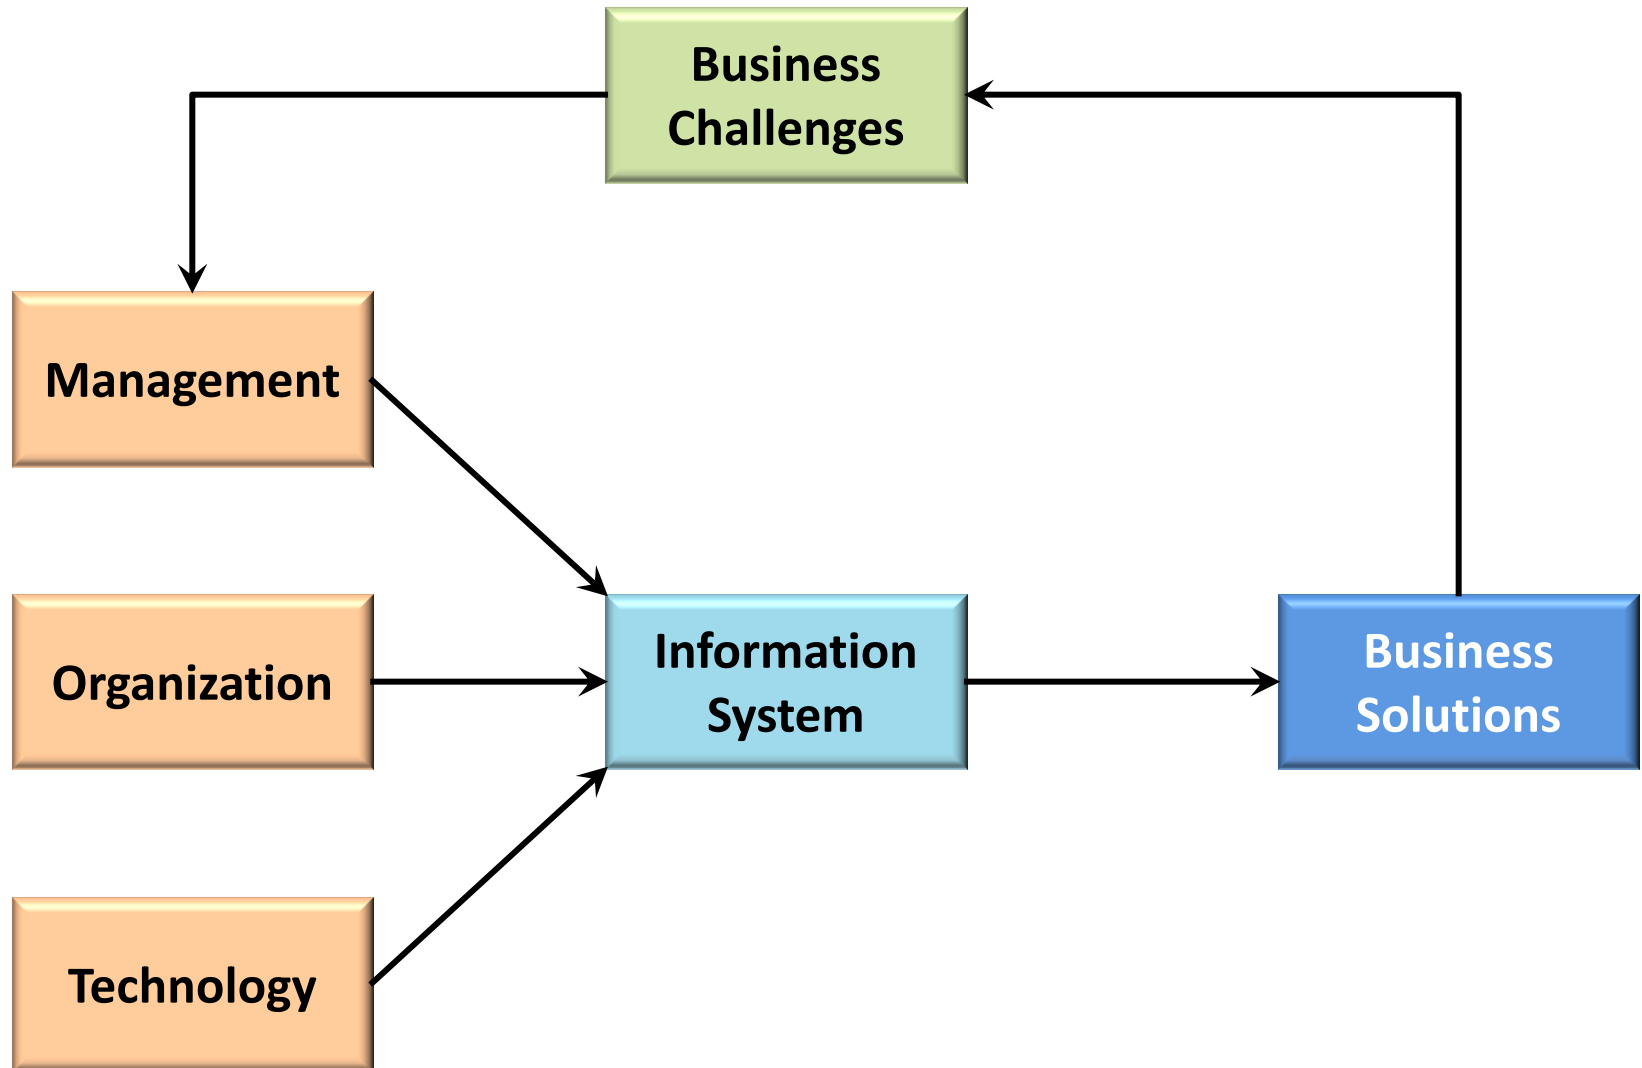 Business
Challenges
Management
Organization
Information
System
Business
Solutions
Technology